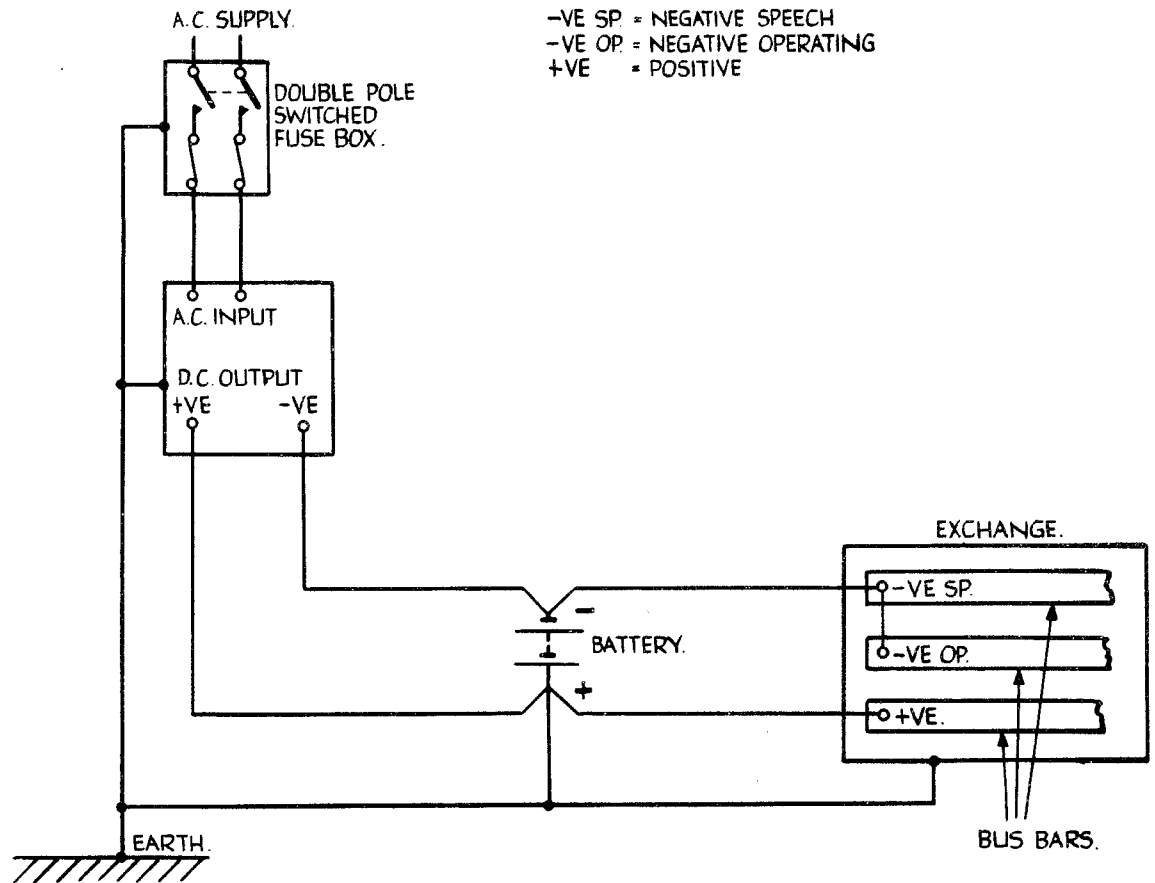 A.C. SUPPLY.
-VE SP. = NEGATIVE SPEECH
-VE OP. = NEGATIVE OPERATING
+VE = POSITIVE
DOUBLE POLE
SWITCHED
FUSE BOX.
A.C. INPUT
D.C. OUTPUT
+VE -VE
EXCHANGE.
-VE SP.
-
BATTERY.
-VE OP.
+
+VE.
BUS BARS.
EARTH.